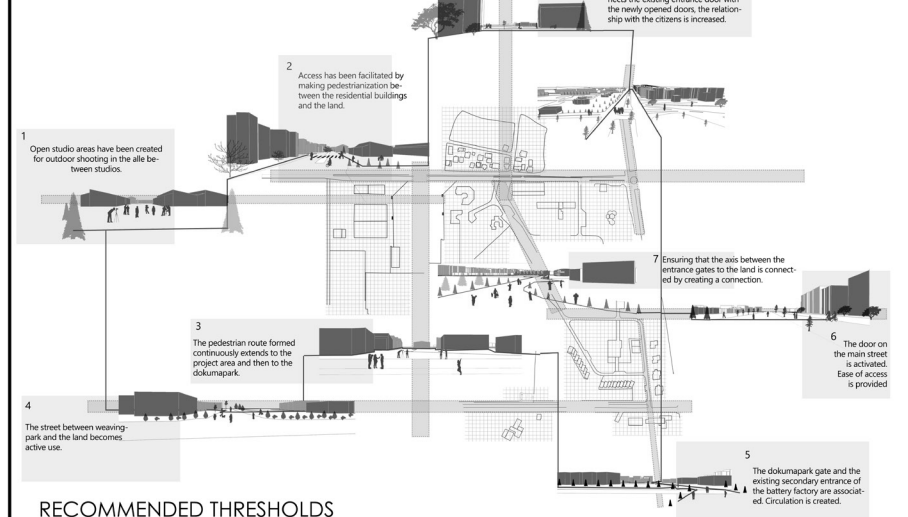 the newly opened doors, the relation-
ship with the citizens is increased.
2
Access has been facilitated by
making pedestrianization be-
tween the residential buildings
and the land.
1
Open studio areas have been created
for outdoor shooting in the alle be-
tween studios.
7
Ensuring that the axis between the
entrance gates to the land is connect-
ed by creating a connection.
3
The pedestrian route formed
continuously extends to the
project area and then to the
dokumapark.
6
The door on
the main street
is activated.
Ease of access
is provided
4
The street between weaving-
park and the land becomes
active use.
5
The dokumapark gate and the
existing secondary entrance of
the battery factory are associat-
ed. Circulation is created.
RECOMMENDED THRESHOLDS